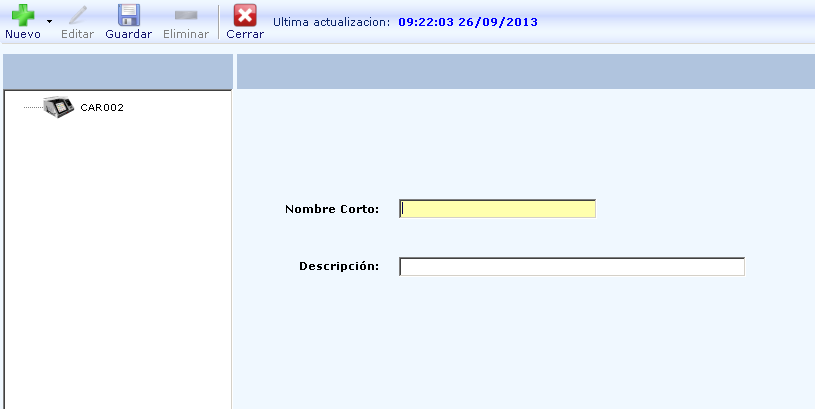 Nuevo Editar Guardar Eliminar Cerrar Ultima actualizacion: 09:22:03 26/09/2013
CAR002
Nombre Corto:
Descripción: